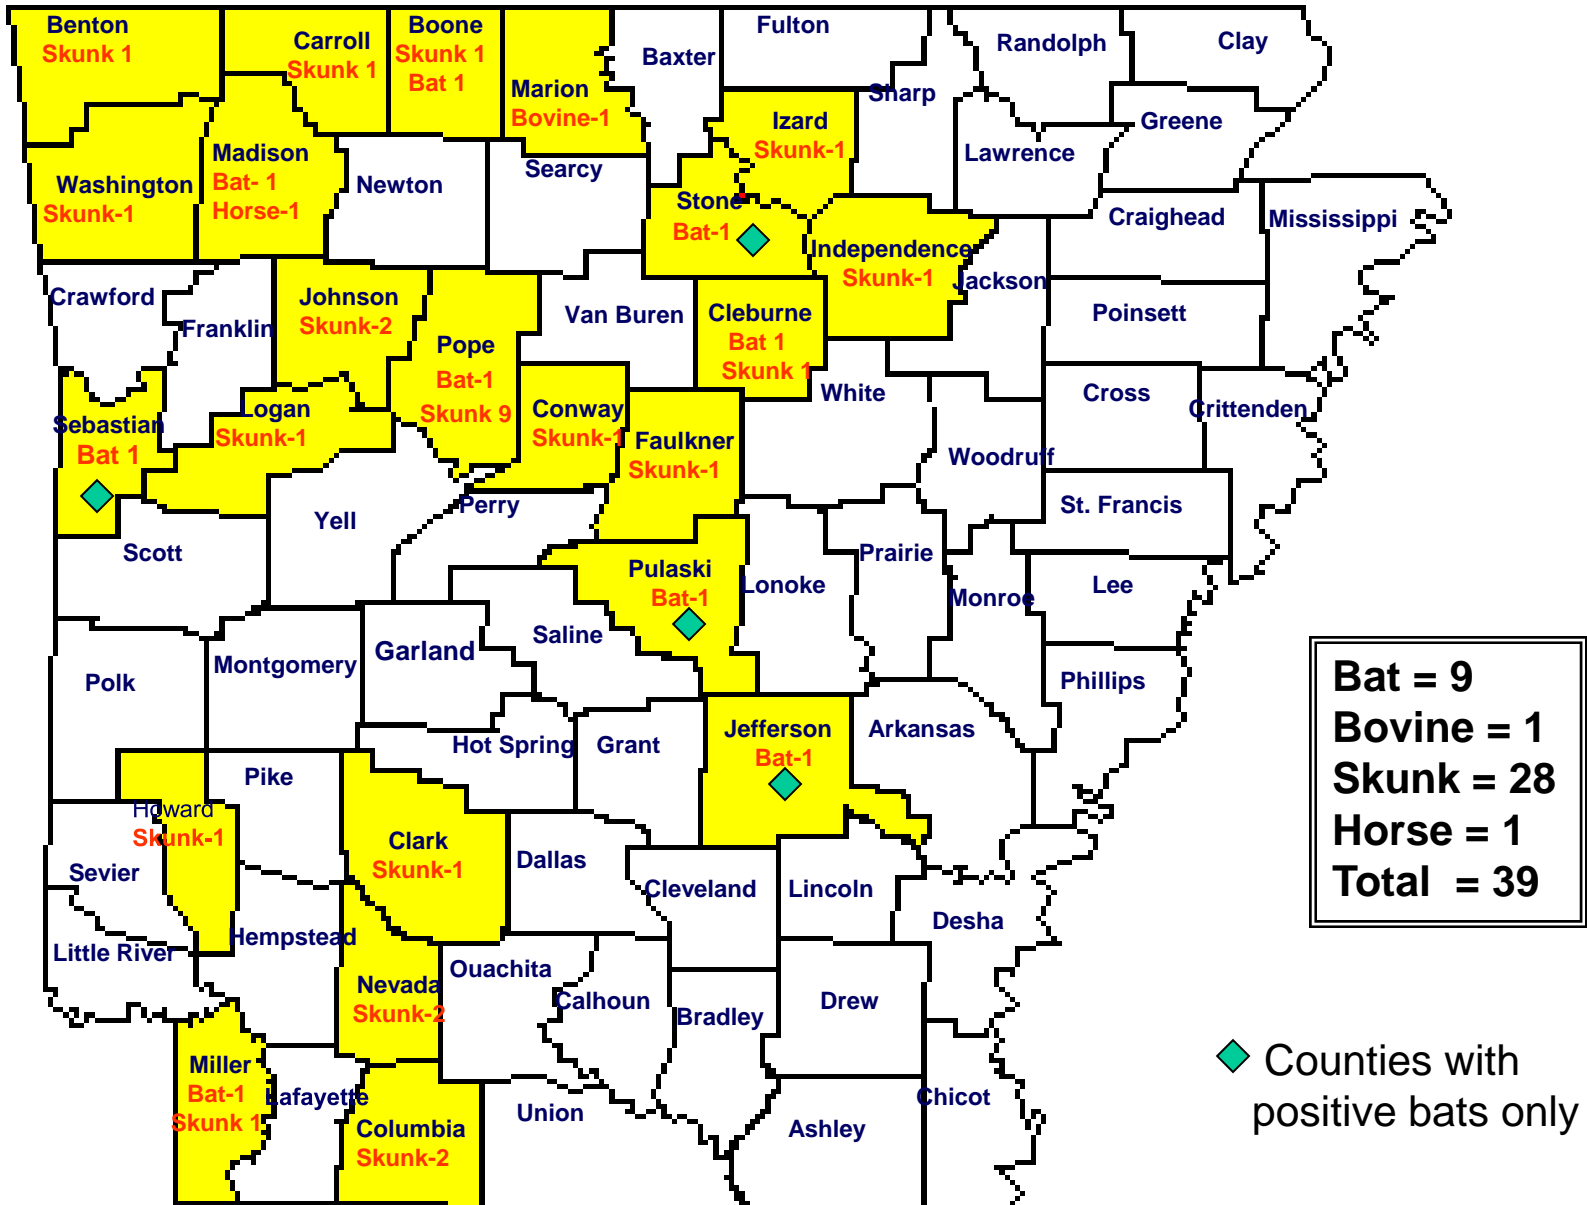 Benton
Skunk 1
Carroll
Skunk 1
Boone
Skunk 1
Bat 1
Marion
Bovine-1
Baxter
Fulton
Randolph
Clay
Sharp
Izard
Skunk-1
Greene
Lawrence
Washington
Skunk-1
Madison
Bat- 1
Horse-1
Newton
Searcy
Stone
Bat-1
Independence
Skunk-1
Craighead
Mississippi
Jackson
Crawford
Franklin
Johnson
Skunk-2
Pope
Bat-1
Skunk 9
Van Buren
Cleburne
Bat 1
Skunk 1
Poinsett
White
Cross
Crittenden
Sebastian
Bat 1
Logan
Skunk-1
Conway
Skunk-1
Faulkner
Skunk-1
Woodruff
St. Francis
Scott
Yell
Perry
Pulaski
Bat-1
Lonoke
Prairie
Monroe
Lee
Polk
Montgomery
Garland
Saline
Phillips
Hot Spring
Grant
Jefferson
Bat-1
Arkansas
Howard
Skunk-1
Pike
Clark
Skunk-1
Dallas
Cleveland
Lincoln
Desha
Sevier
Little River
Hempstead
Nevada
Skunk-2
Ouachita
Calhoun
Bradley
Drew
Miller
Bat-1
Skunk 1
Lafayette
Columbia
Skunk-2
Union
Ashley
Chicot
Bat = 9
Bovine = 1
Skunk = 28
Horse = 1
Total = 39
Counties with
positive bats only